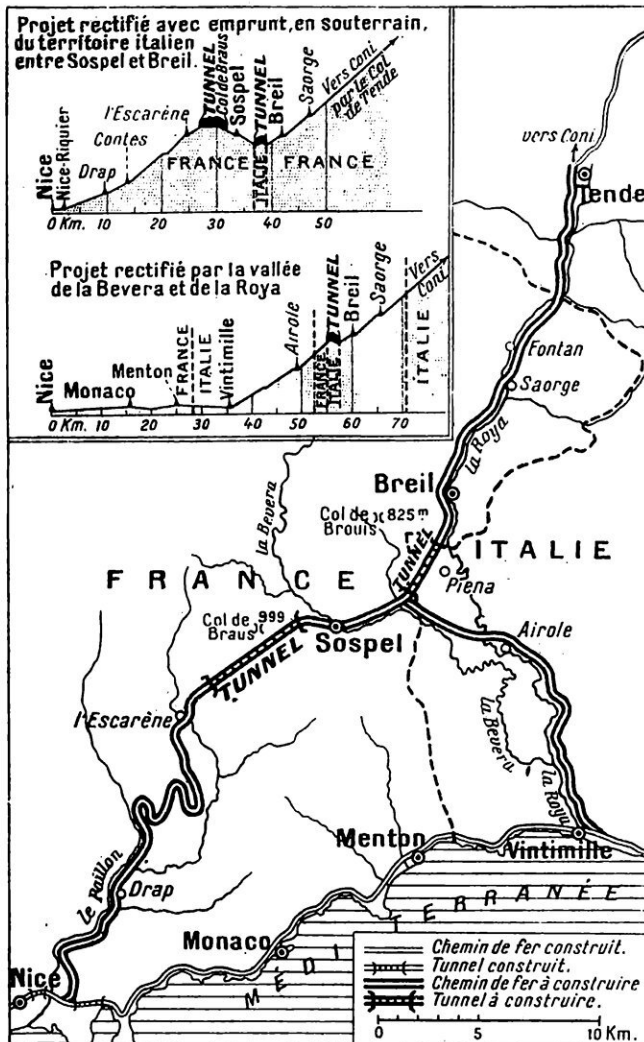 Projet rectifié avec emprunt, en souterrain,
du térrfloire italien
entre Sospel et Breil.
Nice
Nice-Riquier
Drap
Contes
l'Escarène
TUNNEL
Col de Braus
Sospel
TUNNEL
Breil
Saorge
Vers Coni
par le Col
de Tende
FRANCE
ITALIE
FRANCE
0 Km. 10 20 30 40 50
Projet rectifié par la vallée
de la Bevera et de la Roya
Nice
Monaco
Menton
FRANCE
ITALIE
Vintimille
Airole
FRANCE
ITALIE
TUNNEL
Breil
Saorge
Vers
Coni
ITALIE
0 Km. 10 20 30 40 50 60 70
vers Coni
Tende
Fontan
Saorge
la Roya
Breil
la Bevera
Col de 825m
Brouis
TUNNEL
ITALIE
Piena
FRANCE
Col de 999
Braus
Sospel
TUNNEL
Airole
l'Escarène
la Bevera
la Roya
Menton
Vintimille
le Paillon
Drap
Monaco
Nice
MÉDITERRANÉE
Chemin de fer construit.
Tunnel construit.
Chemin de fer à construire
Tunnel à construire.
0 5 10 Km.